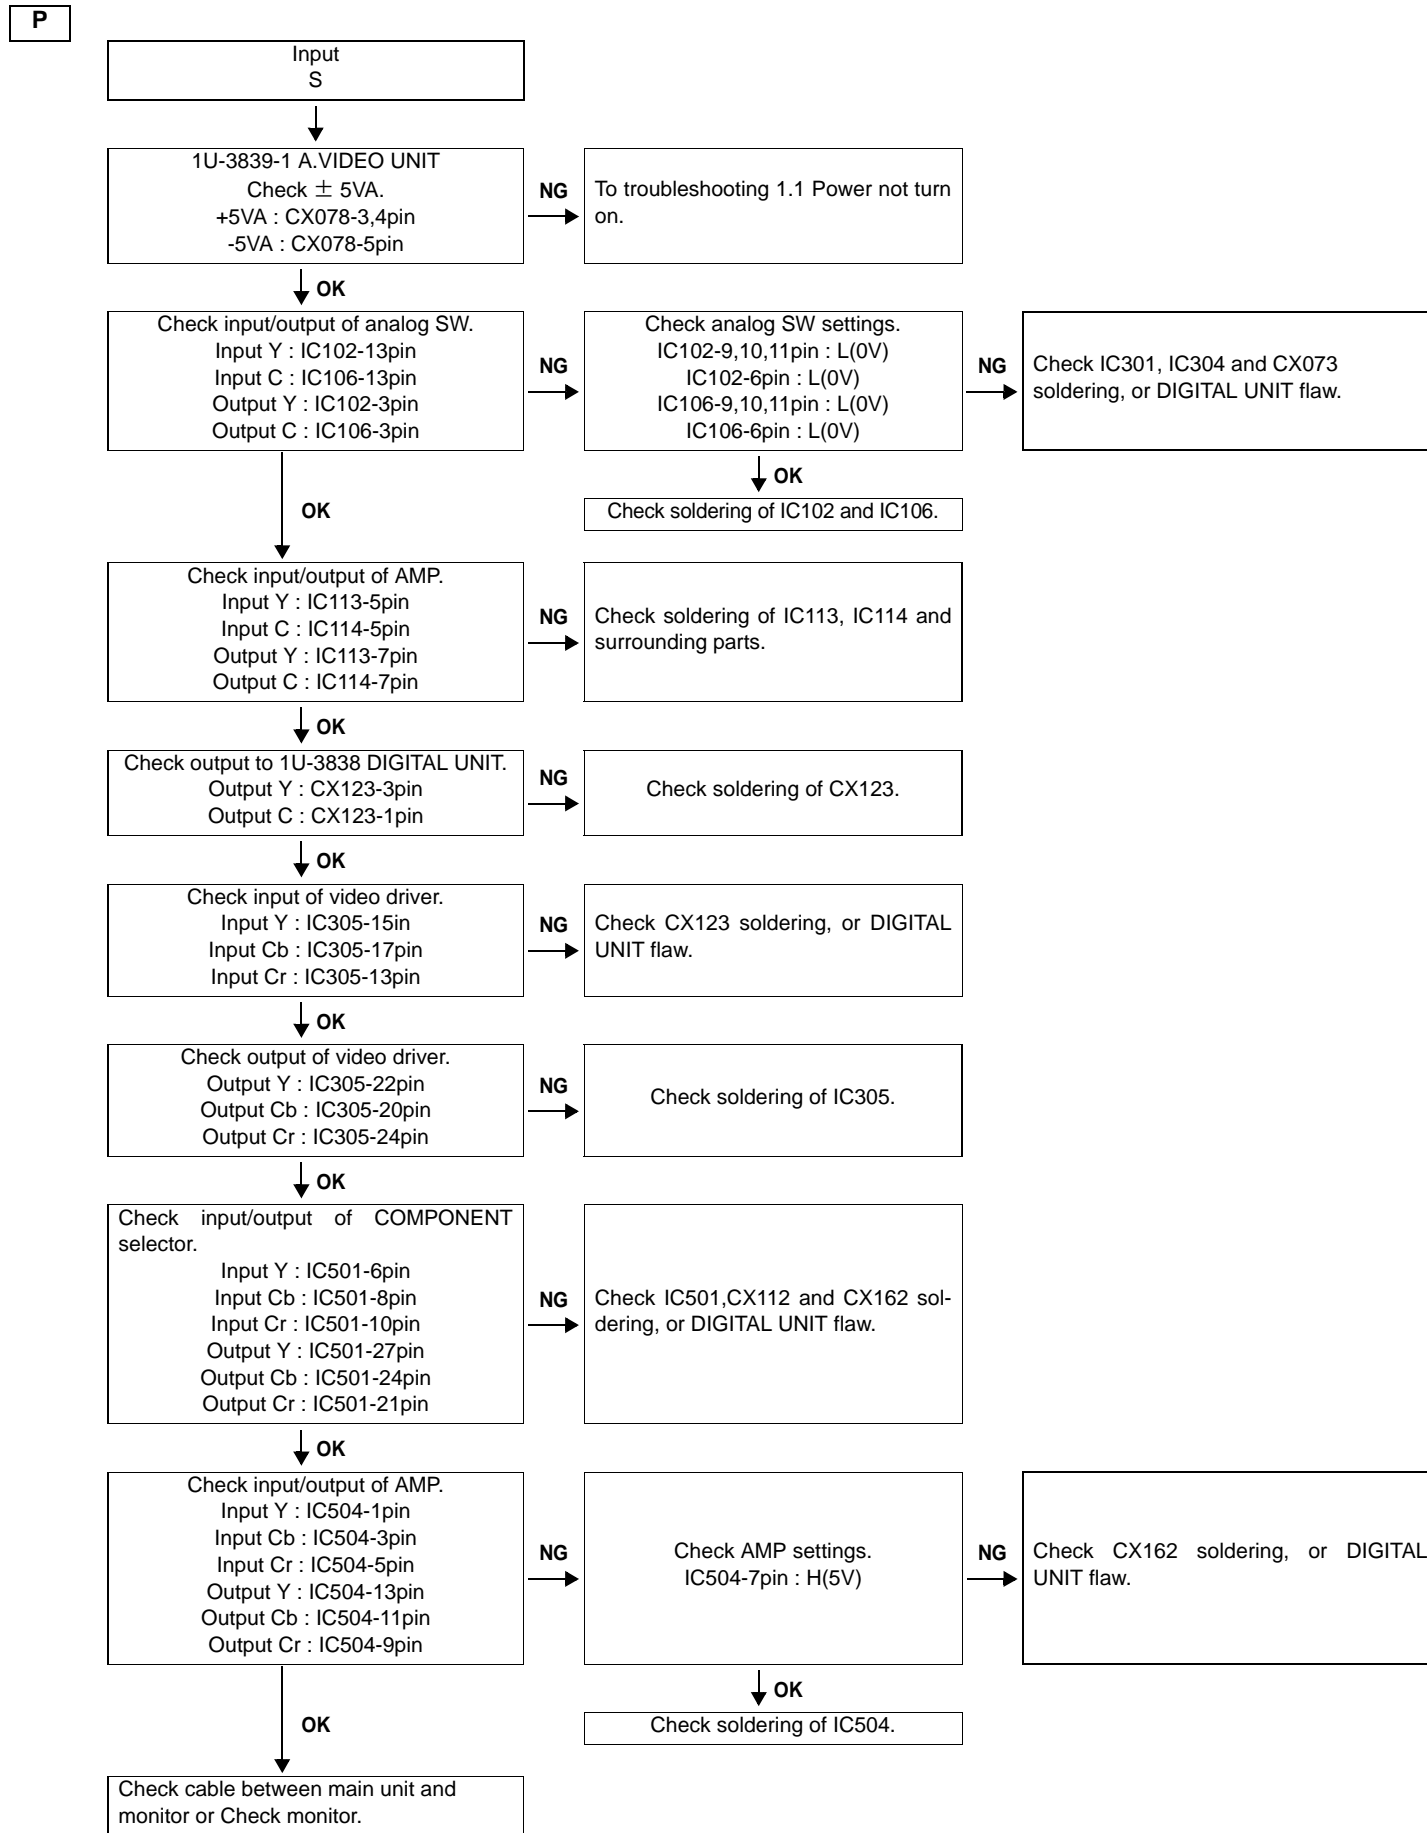 P
Input
S
1U-3839-1 A.VIDEO UNIT
Check ± 5VA.
+5VA : CX078-3,4pin
-5VA : CX078-5pin
NG
To troubleshooting 1.1 Power not turn
on.
OK
Check input/output of analog SW.
Input Y : IC102-13pin
Input C : IC106-13pin
Output Y : IC102-3pin
Output C : IC106-3pin
NG
Check analog SW settings.
IC102-9,10,11pin : L(0V)
IC102-6pin : L(0V)
IC106-9,10,11pin : L(0V)
IC106-6pin : L(0V)
NG
Check IC301, IC304 and CX073
soldering, or DIGITAL UNIT flaw.
OK
Check soldering of IC102 and IC106.
OK
Check input/output of AMP.
Input Y : IC113-5pin
Input C : IC114-5pin
Output Y : IC113-7pin
Output C : IC114-7pin
NG
Check soldering of IC113, IC114 and
surrounding parts.
OK
Check output to 1U-3838 DIGITAL UNIT.
Output Y : CX123-3pin
Output C : CX123-1pin
NG
Check soldering of CX123.
OK
Check input of video driver.
Input Y : IC305-15in
Input Cb : IC305-17pin
Input Cr : IC305-13pin
NG
Check CX123 soldering, or DIGITAL
UNIT flaw.
OK
Check output of video driver.
Output Y : IC305-22pin
Output Cb : IC305-20pin
Output Cr : IC305-24pin
NG
Check soldering of IC305.
OK
Check input/output of COMPONENT
selector.
Input Y : IC501-6pin
Input Cb : IC501-8pin
Input Cr : IC501-10pin
Output Y : IC501-27pin
Output Cb : IC501-24pin
Output Cr : IC501-21pin
NG
Check IC501,CX112 and CX162 sol-
dering, or DIGITAL UNIT flaw.
OK
Check input/output of AMP.
Input Y : IC504-1pin
Input Cb : IC504-3pin
Input Cr : IC504-5pin
Output Y : IC504-13pin
Output Cb : IC504-11pin
Output Cr : IC504-9pin
NG
Check AMP settings.
IC504-7pin : H(5V)
NG
Check CX162 soldering, or DIGITAL
UNIT flaw.
OK
Check soldering of IC504.
OK
Check cable between main unit and
monitor or Check monitor.